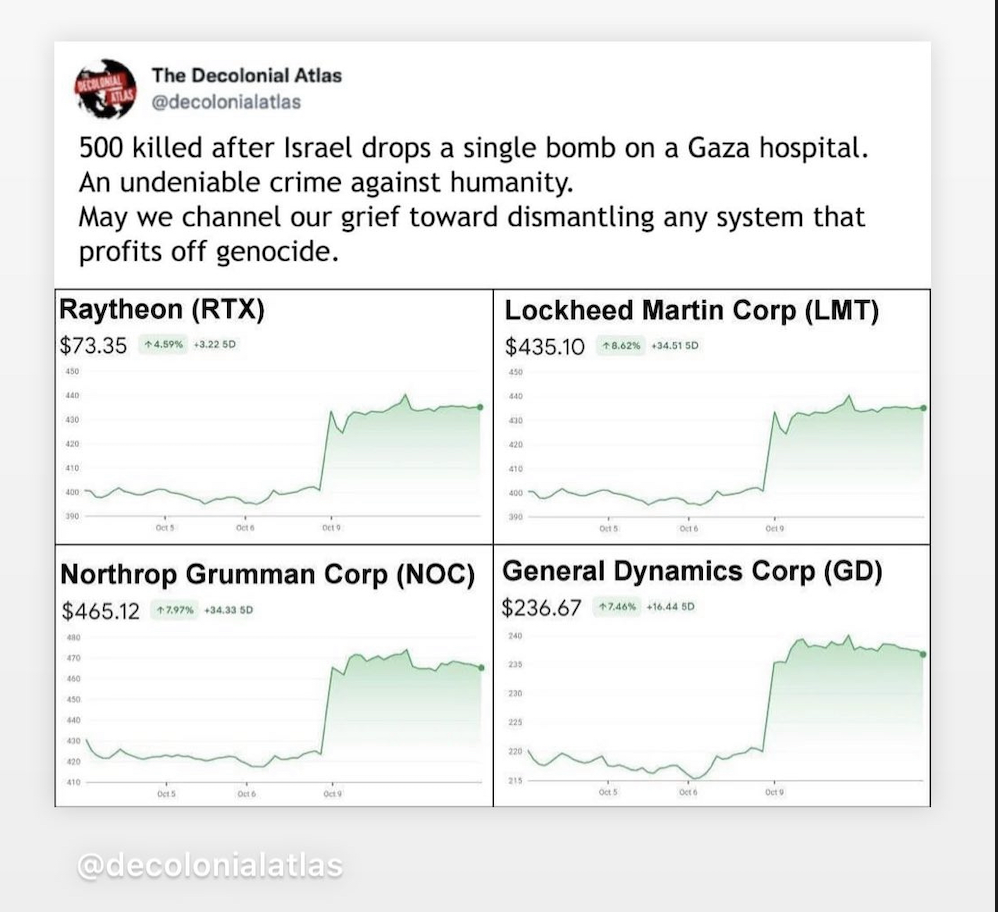 DECOLONIAL
ATLAS
The Decolonial Atlas
@decolonialatlas
500 killed after Israel drops a single bomb on a Gaza hospital.
An undeniable crime against humanity.
May we channel our grief toward dismantling any system that
profits off genocide.
Raytheon (RTX)
$73.35 ↑4.59% +3.22 5D
450
440
430
420
410
400
390
Oct 5 Oct 6 Oct 9
Lockheed Martin Corp (LMT)
$435.10 ↑8.62% +34.51 5D
450
440
430
420
410
400
390
Oct 5 Oct 6 Oct 9
Northrop Grumman Corp (NOC)
$465.12 ↑7.97% +34.33 5D
480
470
460
450
440
430
420
410
Oct 5 Oct 6 Oct 9
General Dynamics Corp (GD)
$236.67 ↑7.46% +16.44 5D
240
235
230
225
220
215
Oct 5 Oct 6 Oct 9
@decolonialatlas